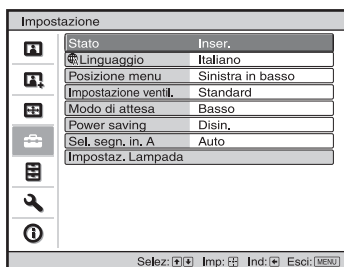 Impostazione
Stato Inser.
Linguaggio Italiano
Posizione menu Sinistra in basso
Impostazione ventil. Standard
Modo di attesa Basso
Power saving Disin.
Sel. segn. in. A Auto
Impostaz. Lampada
Selez: Imp: Ind: Esci: MENU